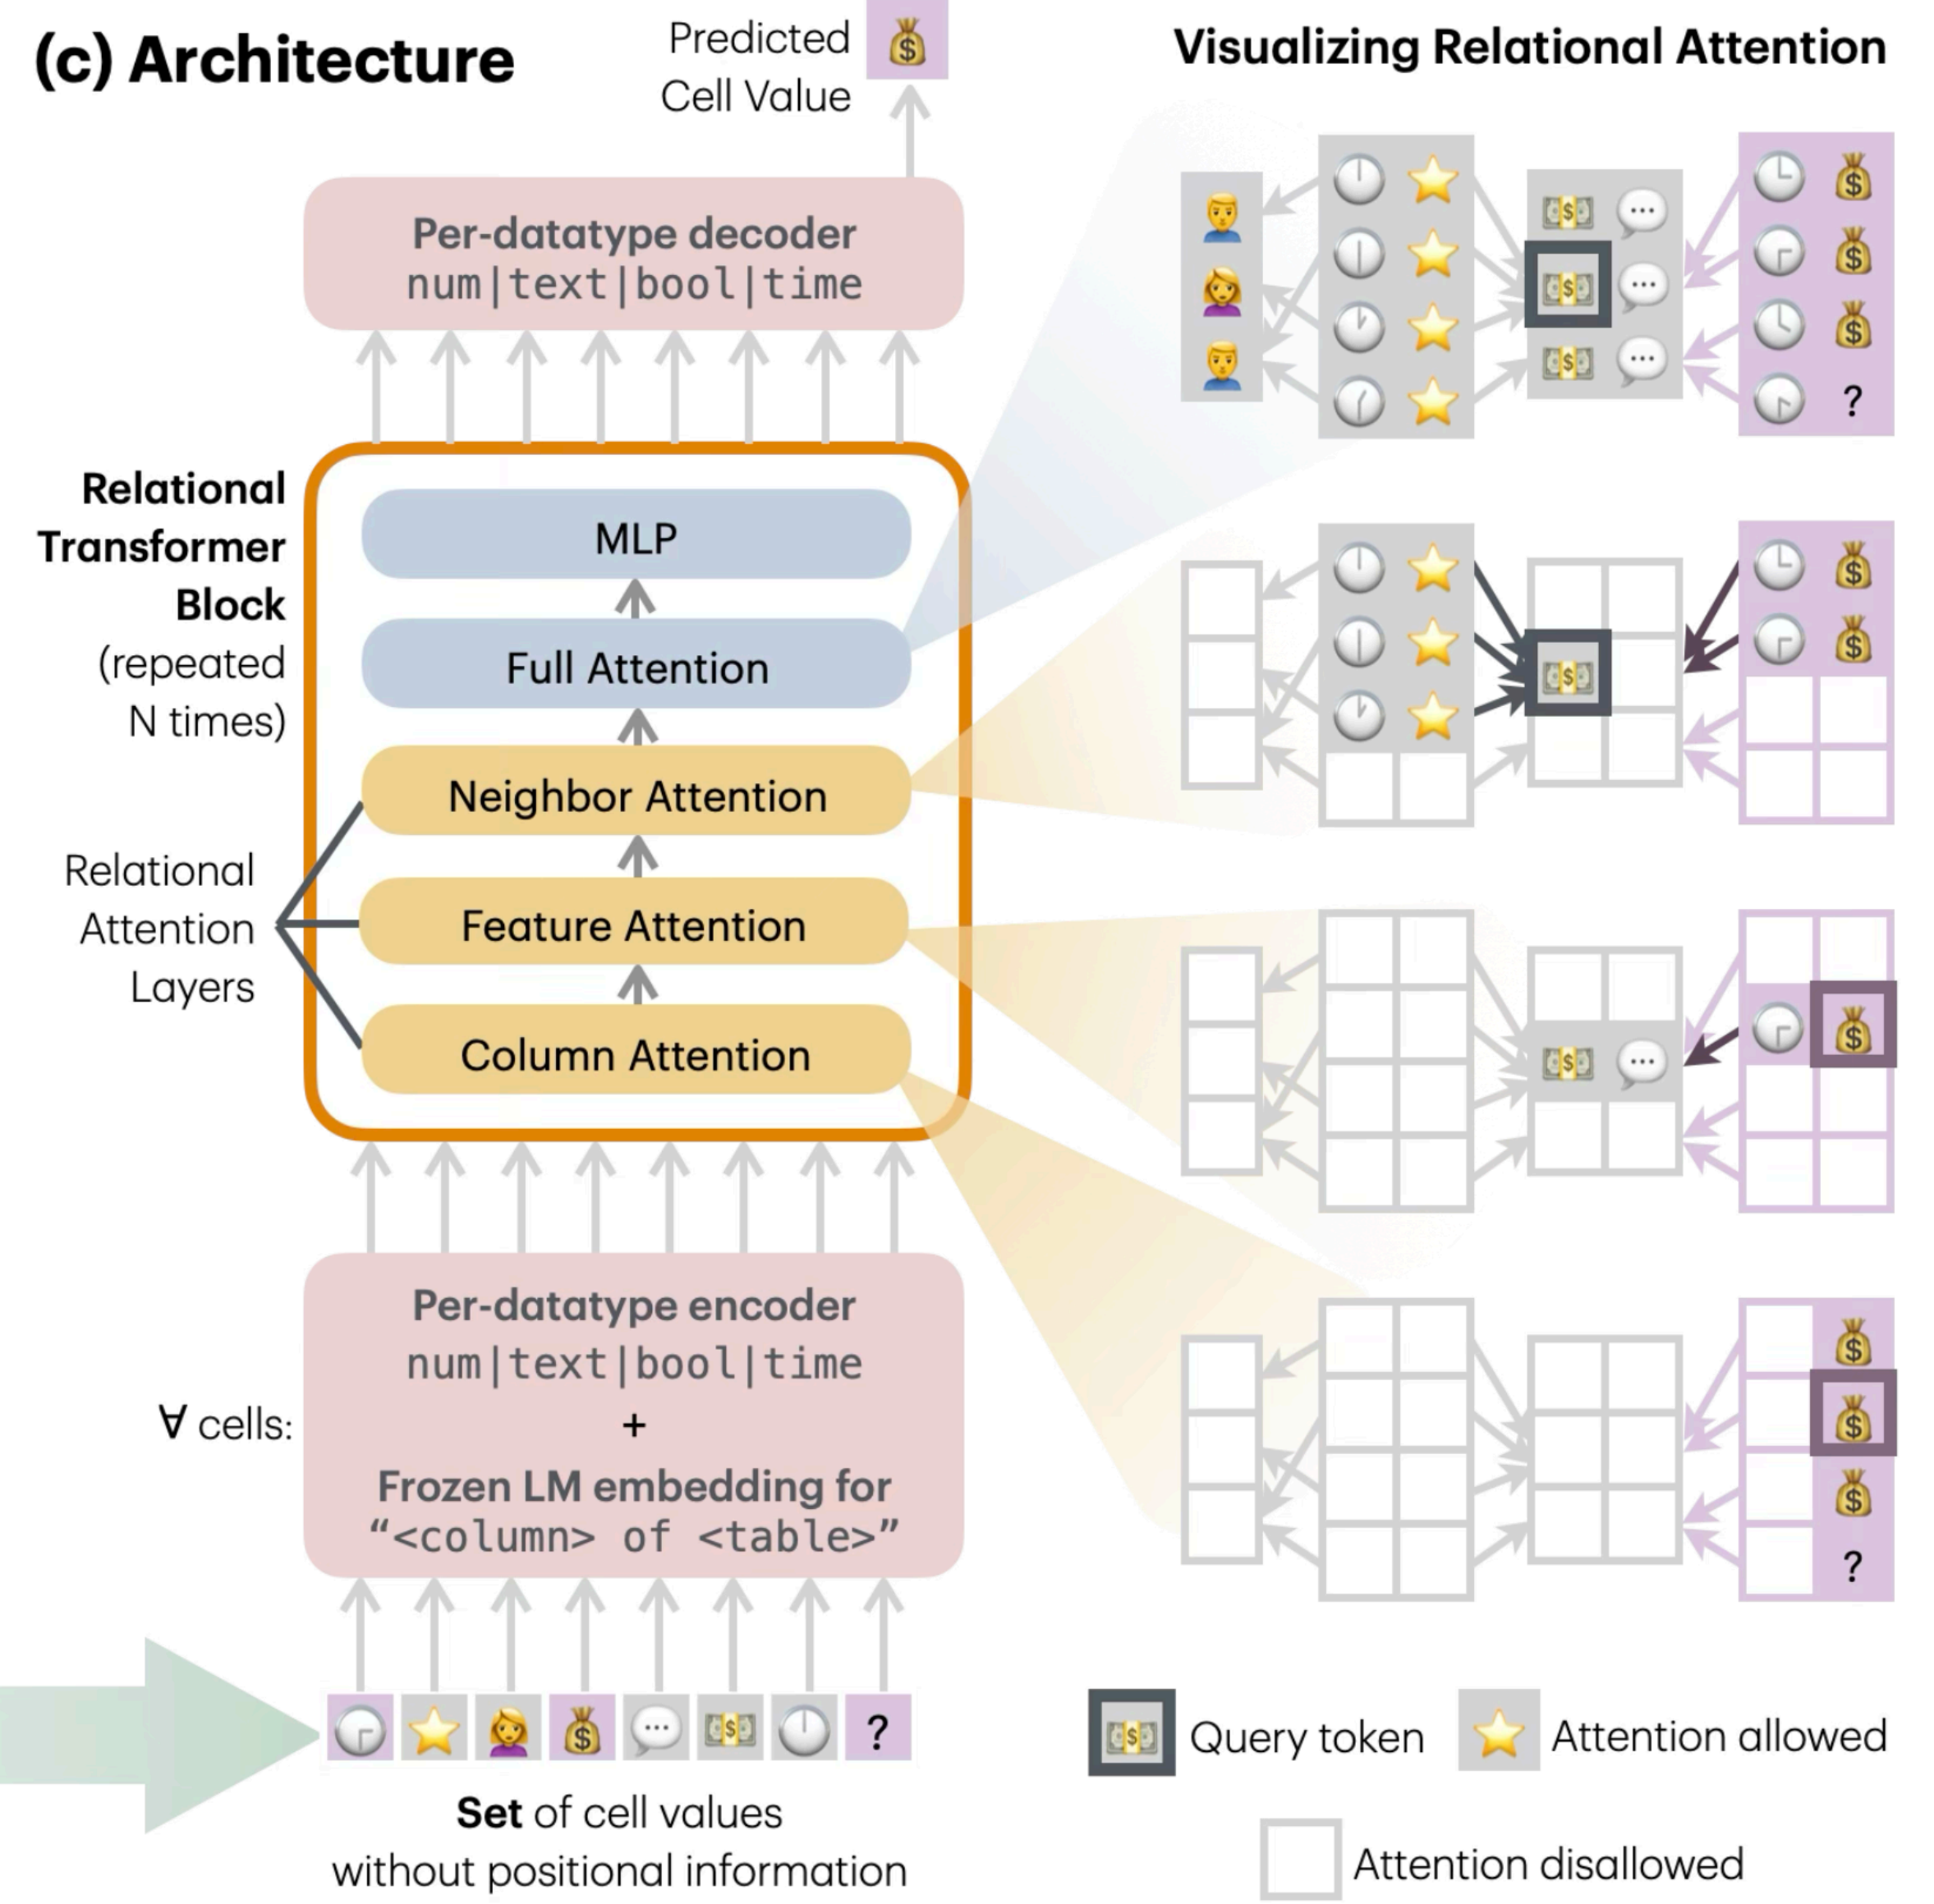 (c) Architecture
Predicted
Cell Value
Per-datatype decoder
num|text|bool|time
Relational
Transformer
Block
(repeated
N times)
MLP
Full Attention
Neighbor Attention
Feature Attention
Column Attention
Relational
Attention
Layers
∀ cells:
Per-datatype encoder
num|text|bool|time
+
Frozen LM embedding for
“<column> of <table>”
?
Set of cell values
without positional information
Visualizing Relational Attention
?
?
Query token
Attention allowed
Attention disallowed